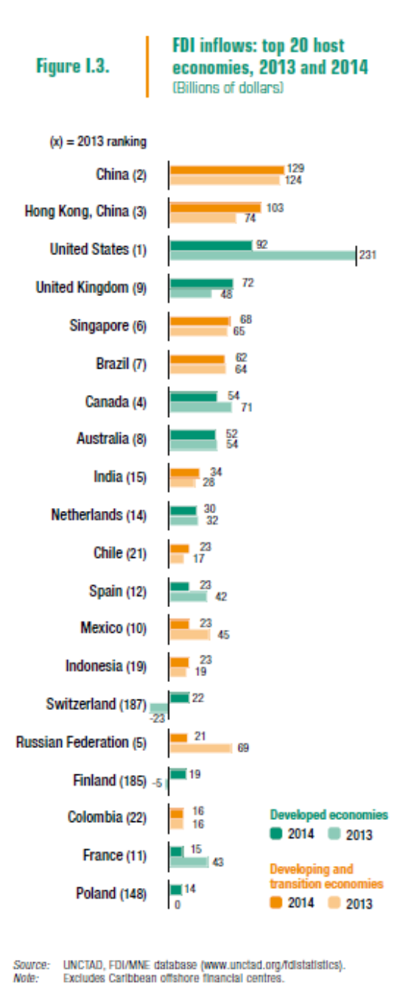 Figure I.3.
FDI inflows: top 20 host
economies, 2013 and 2014
(Billions of dollars)
(x) = 2013 ranking
China (2) 129
124
Hong Kong, China (3) 103
74
United States (1) 92
231
United Kingdom (9) 72
48
Singapore (6) 68
65
Brazil (7) 62
64
Canada (4) 54
71
Australia (8) 52
54
India (15) 34
28
Netherlands (14) 30
32
Chile (21) 23
17
Spain (12) 23
42
Mexico (10) 23
45
Indonesia (19) 23
19
Switzerland (187) 22
-23
Russian Federation (5) 21
69
Finland (185) -5 19
Colombia (22) 16
16
France (11) 15
43
Poland (148) 14
0
Developed economies
2014 2013
Developing and
transition economies
2014 2013
Source: UNCTAD, FDI/MNE database (www.unctad.org/fdistatistics).
Note: Excludes Caribbean offshore financial centres.